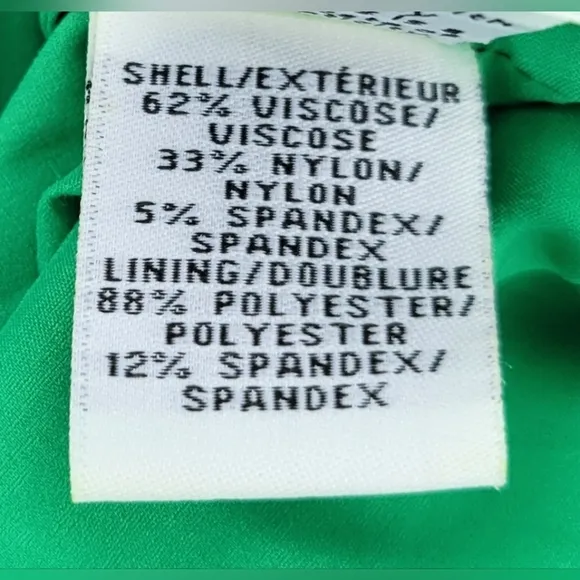 SHELL/EXTÉRIEUR
62% VISCOSE/
VISCOSE
33% NYLON/
NYLON
5% SPANDEX/
SPANDEX
LINING/DOUBLURE
88% POLYESTER/
POLYESTER
12% SPANDEX/
SPANDEX